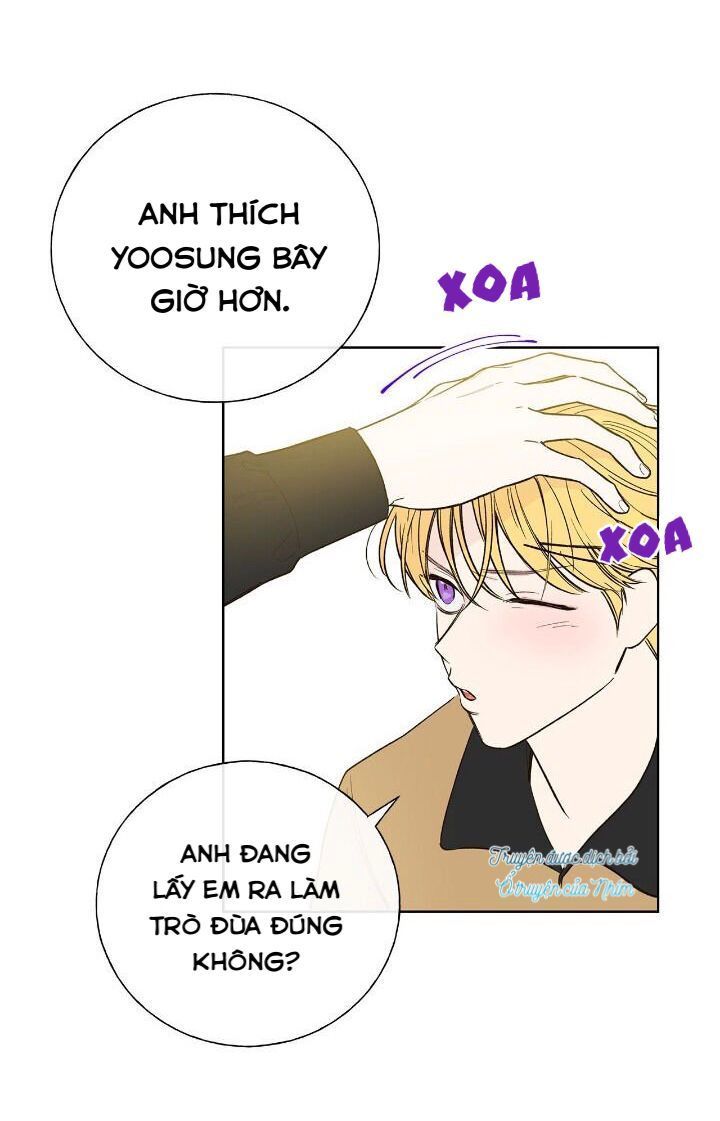 ANH THÍCH
YOOSUNG BÂY
GIỜ HƠN.
XOA
XOA
Truyện được dịch bởi
Ổ truyện của Nhím
ANH ĐANG
LẤY EM RA LÀM
TRÒ ĐÙA ĐÚNG
KHÔNG?